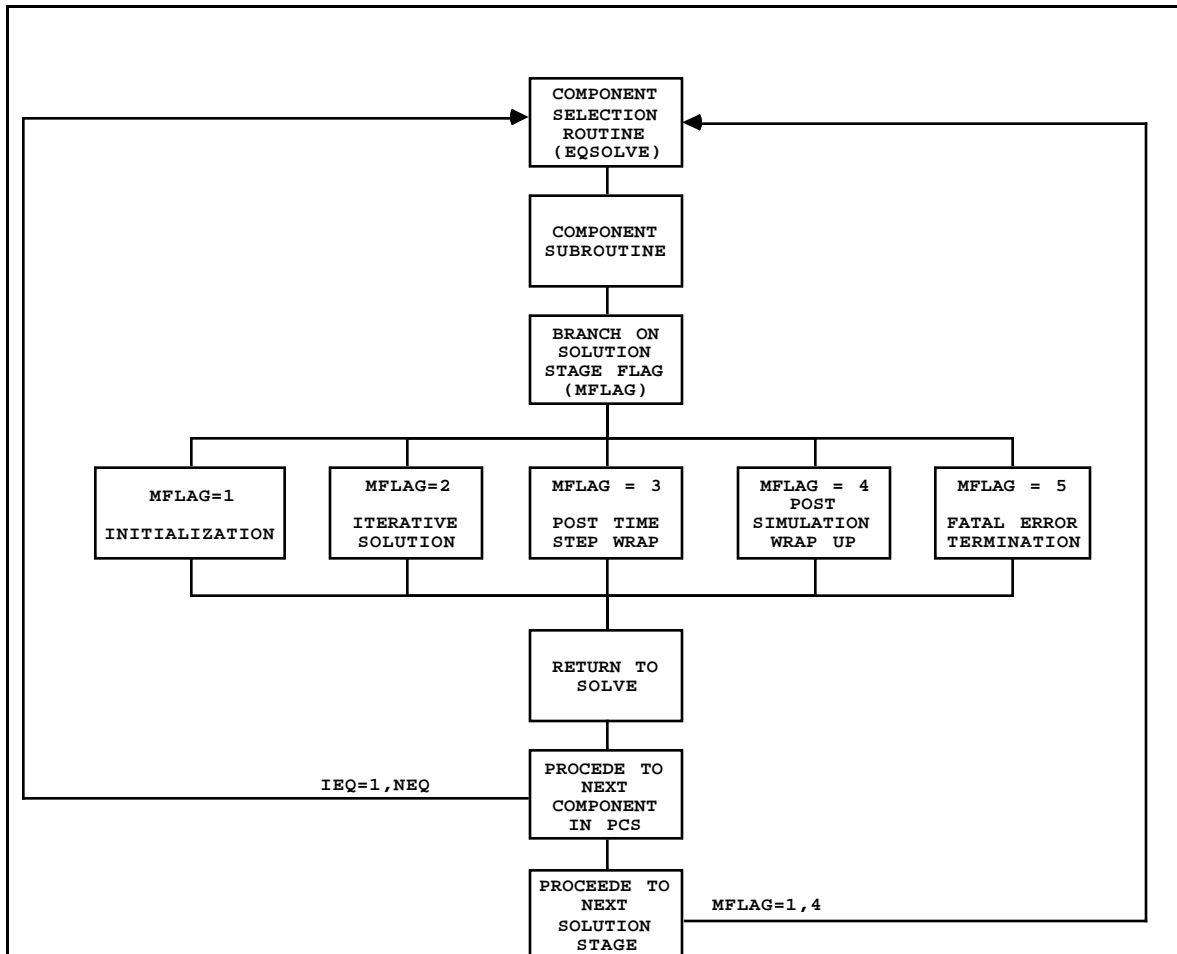 COMPONENT
SELECTION
ROUTINE
(EQSOLVE)
COMPONENT
SUBROUTINE
BRANCH ON
SOLUTION
STAGE FLAG
(MFLAG)
MFLAG=1
INITIALIZATION
MFLAG=2
ITERATIVE
SOLUTION
MFLAG = 3
POST TIME
STEP WRAP
MFLAG = 4
POST
SIMULATION
WRAP UP
MFLAG = 5
FATAL ERROR
TERMINATION
RETURN TO
SOLVE
IEQ=1,NEQ
PROCEDE TO
NEXT
COMPONENT
IN PCS
PROCEEDE TO
NEXT
SOLUTION
STAGE
MFLAG=1,4